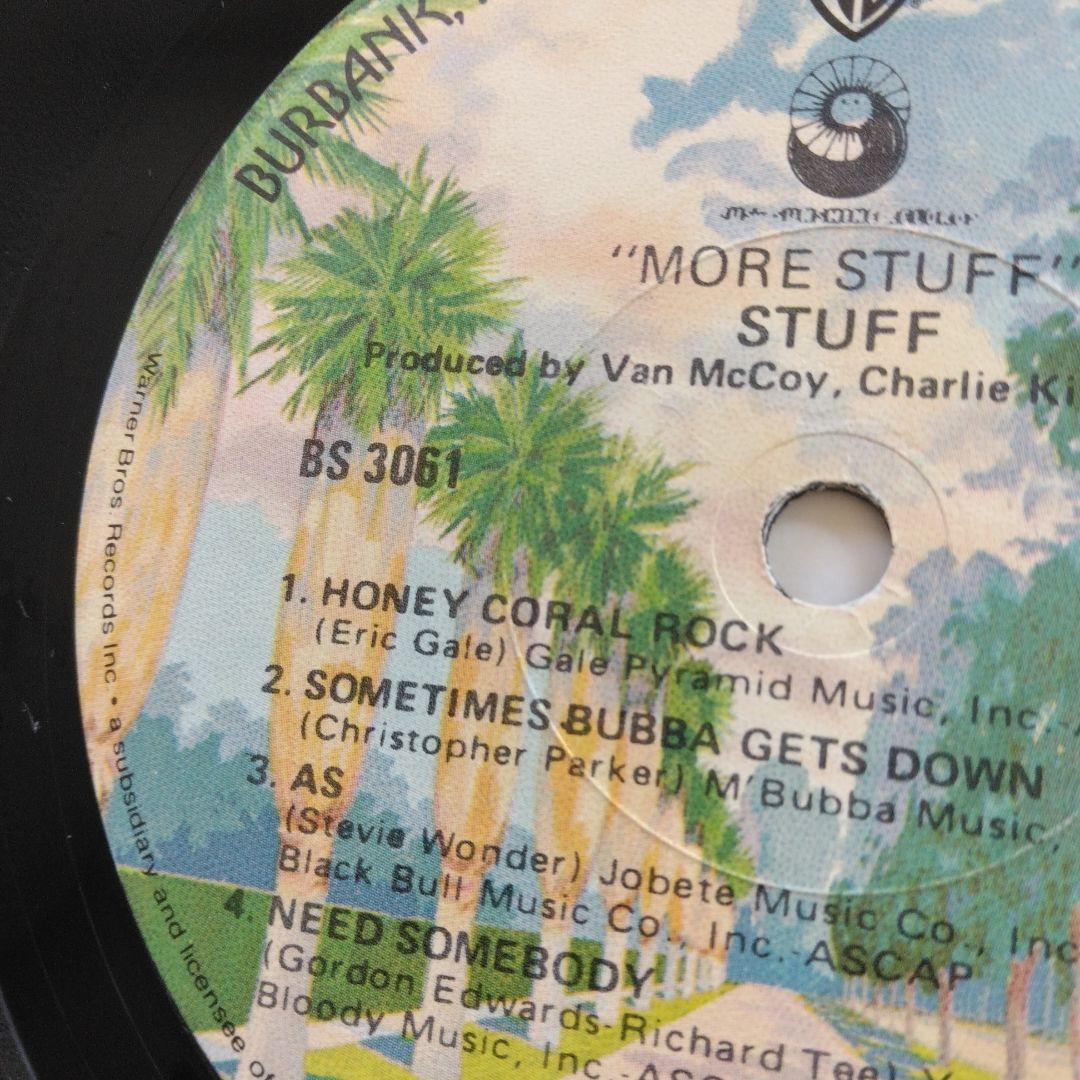 BURBANK,
"MORE STUFF"
STUFF
Produced by Van McCoy, Charlie Ki
BS 3061
1. HONEY CORAL ROCK
(Eric Gale) Gale Pyramid Music, Inc.-
2. SOMETIMES BUBBA GETS DOWN
(Christopher Parker) M'Bubba Music,
3. AS
(Stevie Wonder) Jobete Music Co., Inc
Black Bull Music Co., Inc.-ASCAP
4. NEED SOMEBODY
(Gordon Edwards-Richard Tee)
Bloody Music, Inc.-ASC
Warner Bros. Records Inc. • a subsidiary and licensee of